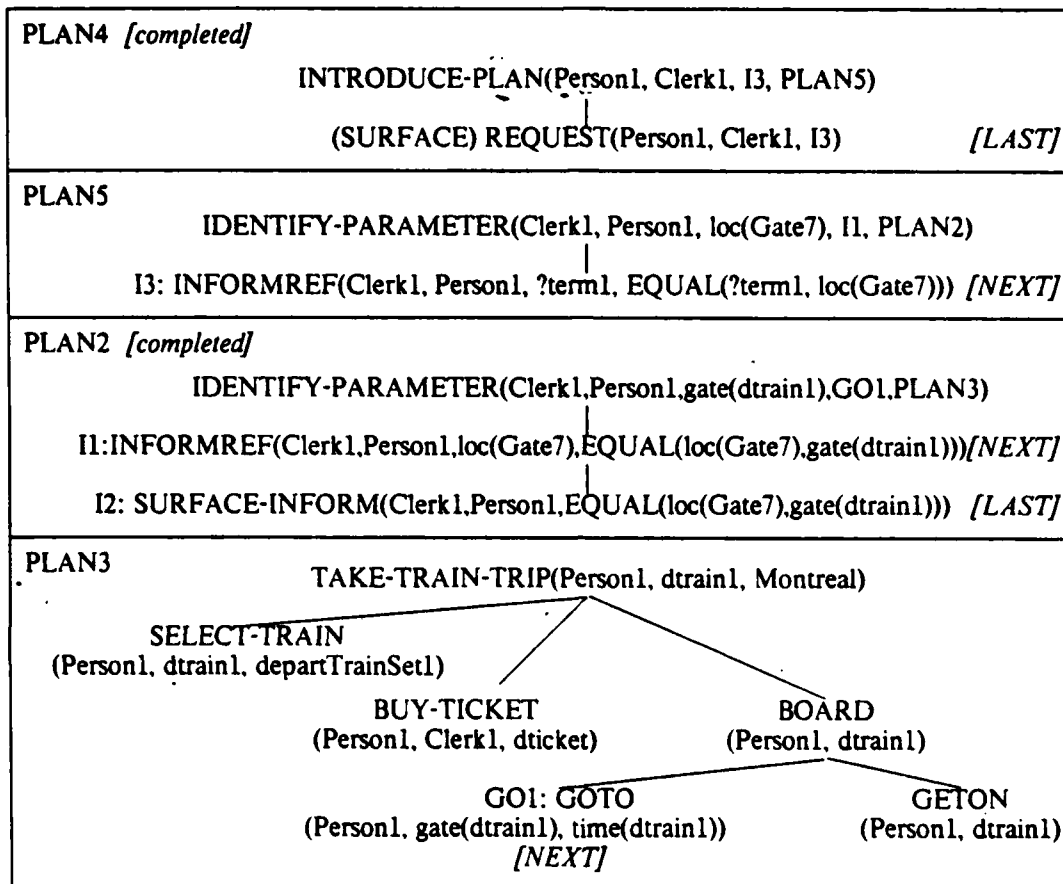 PLAN4 [completed]
INTRODUCE-PLAN(Person1, Clerk1, I3, PLAN5)
(SURFACE) REQUEST(Person1, Clerk1, I3) [LAST]
PLAN5
IDENTIFY-PARAMETER(Clerk1, Person1, loc(Gate7), I1, PLAN2)
I3: INFORMREF(Clerk1, Person1, ?term1, EQUAL(?term1, loc(Gate7))) [NEXT]
PLAN2 [completed]
IDENTIFY-PARAMETER(Clerk1,Person1,gate(dtrain1),GO1,PLAN3)
I1:INFORMREF(Clerk1,Person1,loc(Gate7),EQUAL(loc(Gate7),gate(dtrain1)))[NEXT]
I2: SURFACE-INFORM(Clerk1,Person1,EQUAL(loc(Gate7),gate(dtrain1))) [LAST]
PLAN3
TAKE-TRAIN-TRIP(Person1, dtrain1, Montreal)
SELECT-TRAIN
(Person1, dtrain1, departTrainSet1)
BUY-TICKET BOARD
(Person1, Clerk1, dticket) (Person1, dtrain1)
GO1: GOTO GETON
(Person1, gate(dtrain1), time(dtrain1)) (Person1, dtrain1)
[NEXT]